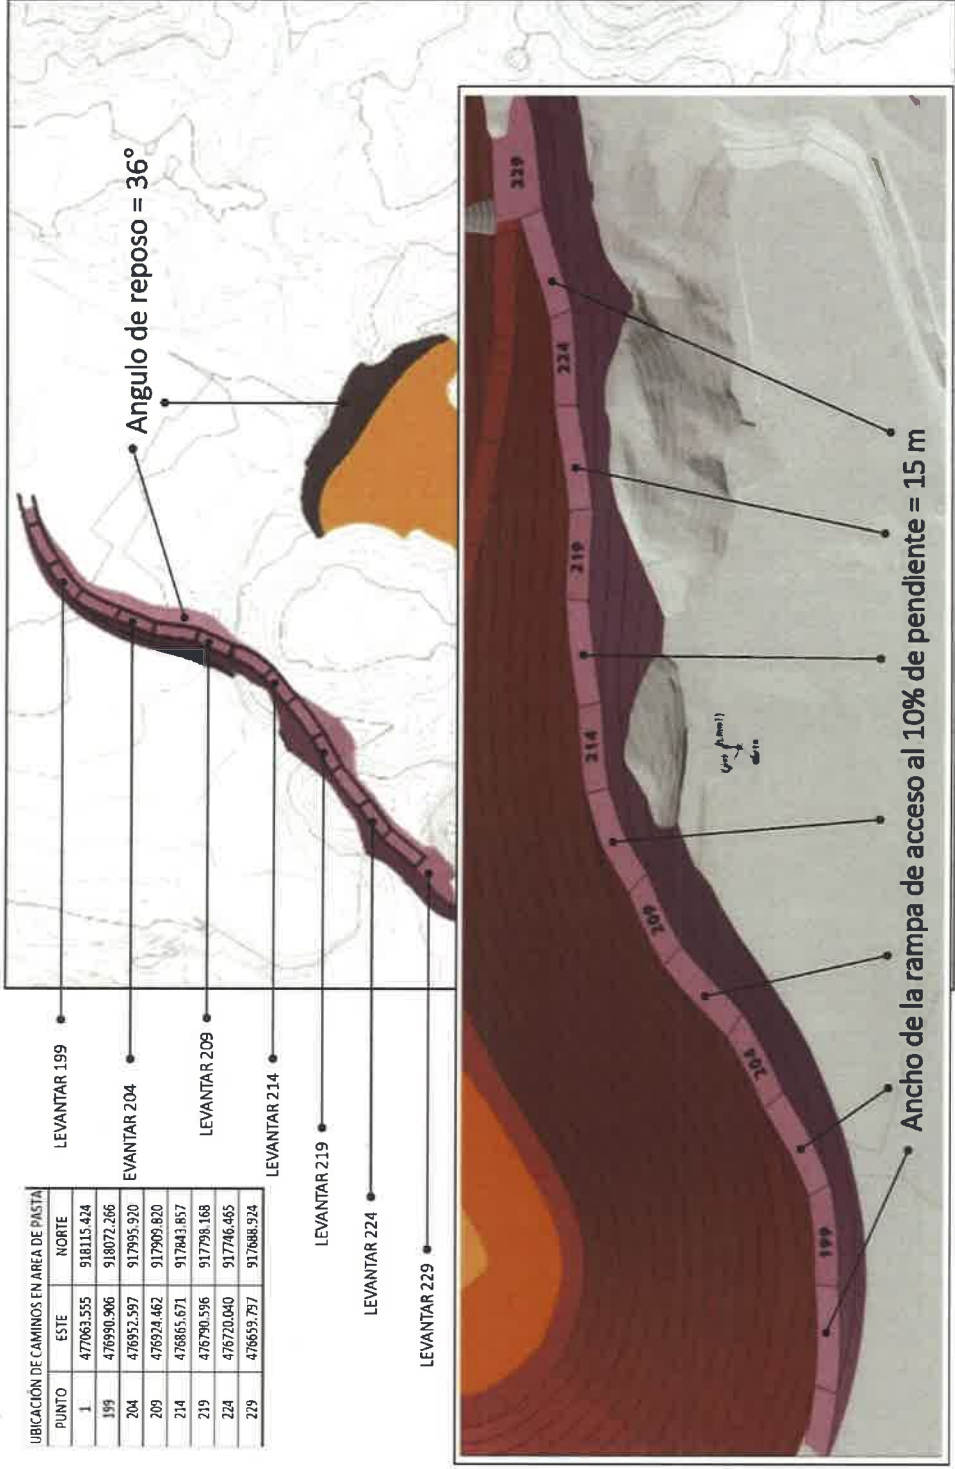 UBICACIÓN DE CAMINOS EN AREA DE PASTA
PUNTO ESTE NORTE
1 477063.555 918115.424
199 476990.906 918072.266
204 476952.597 917995.920
209 476924.462 917909.820
214 476865.671 917843.857
219 476790.596 917798.168
224 476720.040 917746.465
229 476659.797 917688.924
LEVANTAR 199
EVANTAR 204
LEVANTAR 209
LEVANTAR 214
LEVANTAR 219
LEVANTAR 224
LEVANTAR 229
Angulo de reposo = 36°
199
204
209
214
219
224
229
Ancho de la rampa de acceso al 10% de pendiente = 15 m